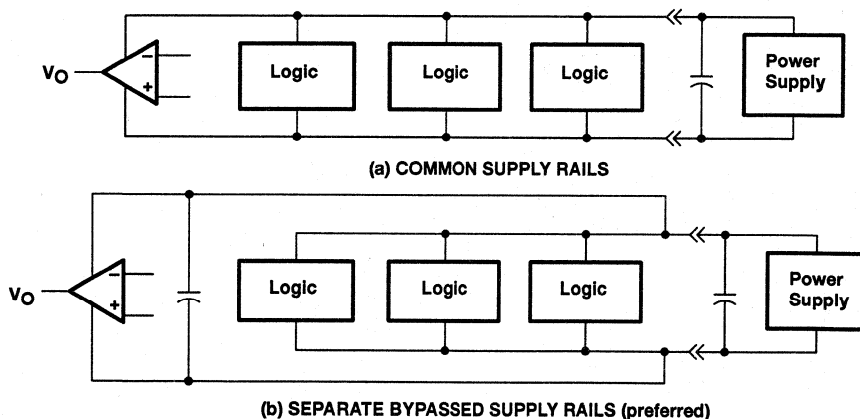 VO
−
+
Logic
Logic
Logic
Power
Supply
(a) COMMON SUPPLY RAILS
VO
−
+
Logic
Logic
Logic
Power
Supply
(b) SEPARATE BYPASSED SUPPLY RAILS (preferred)